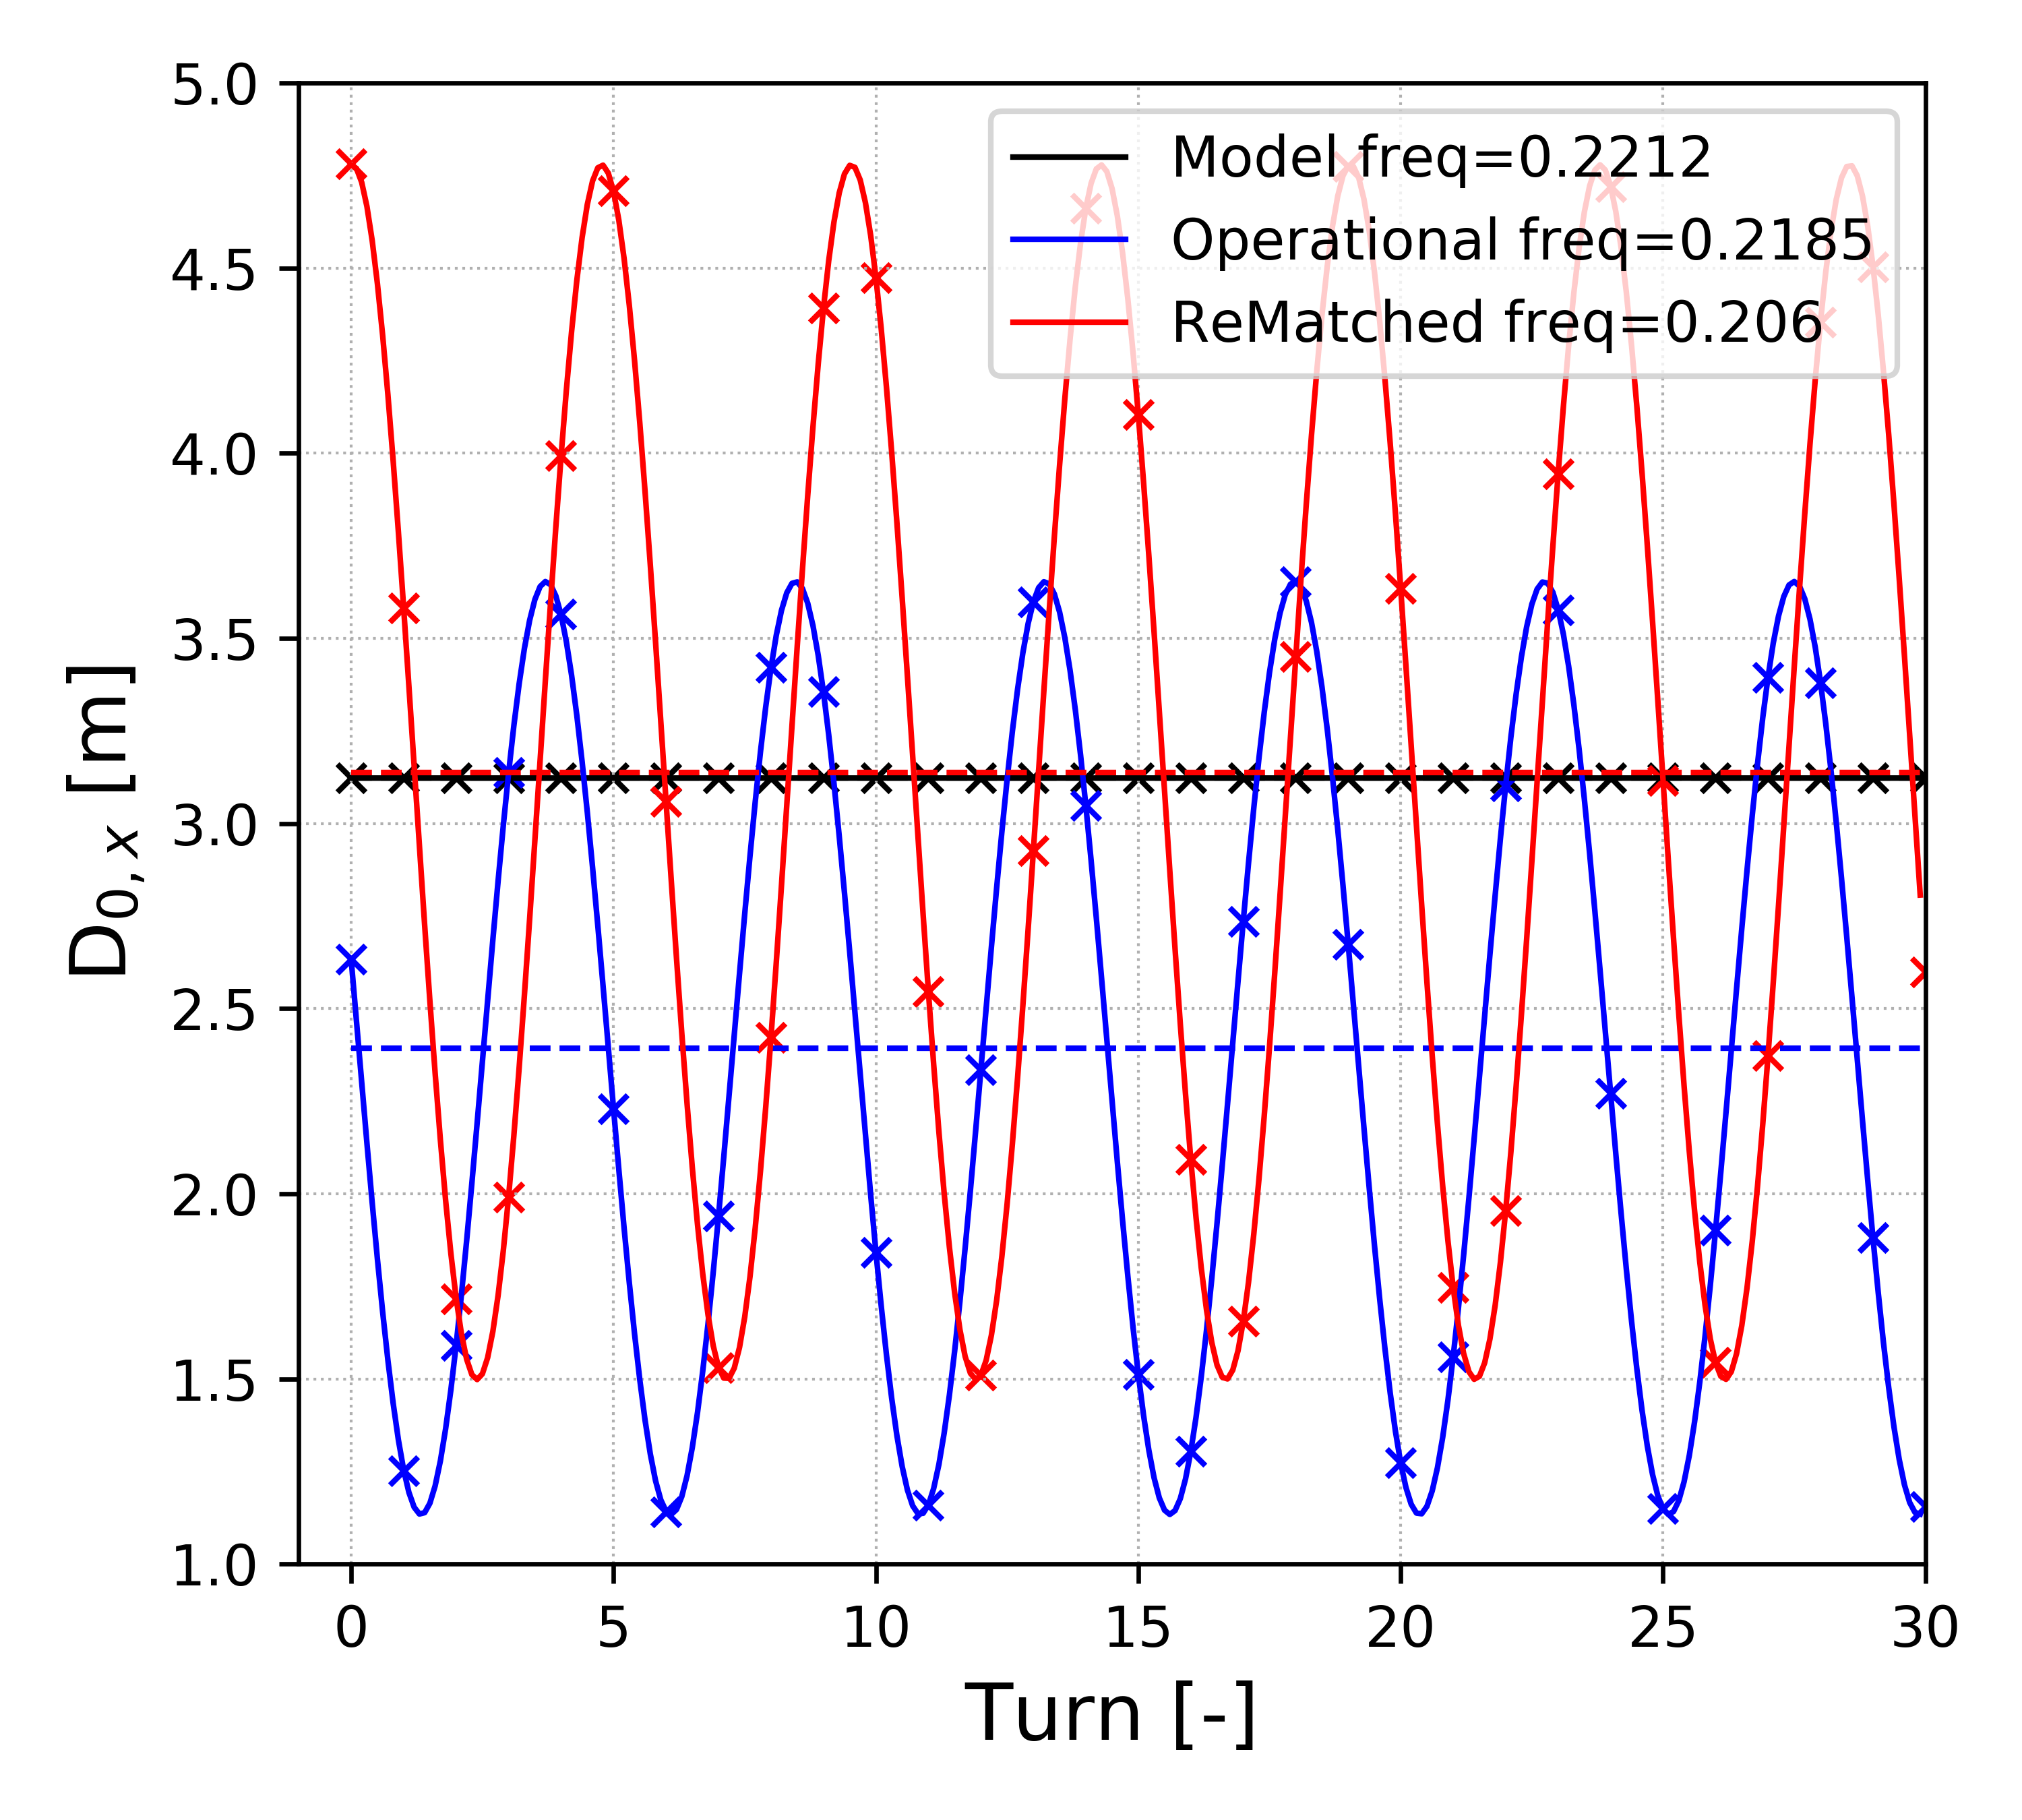 5.0
4.5
4.0
3.5
3.0
2.5
2.0
1.5
1.0
D0,x [m]
Model freq=0.2212
Operational freq=0.2185
ReMatched freq=0.206
0 5 10 15 20 25 30
Turn [-]